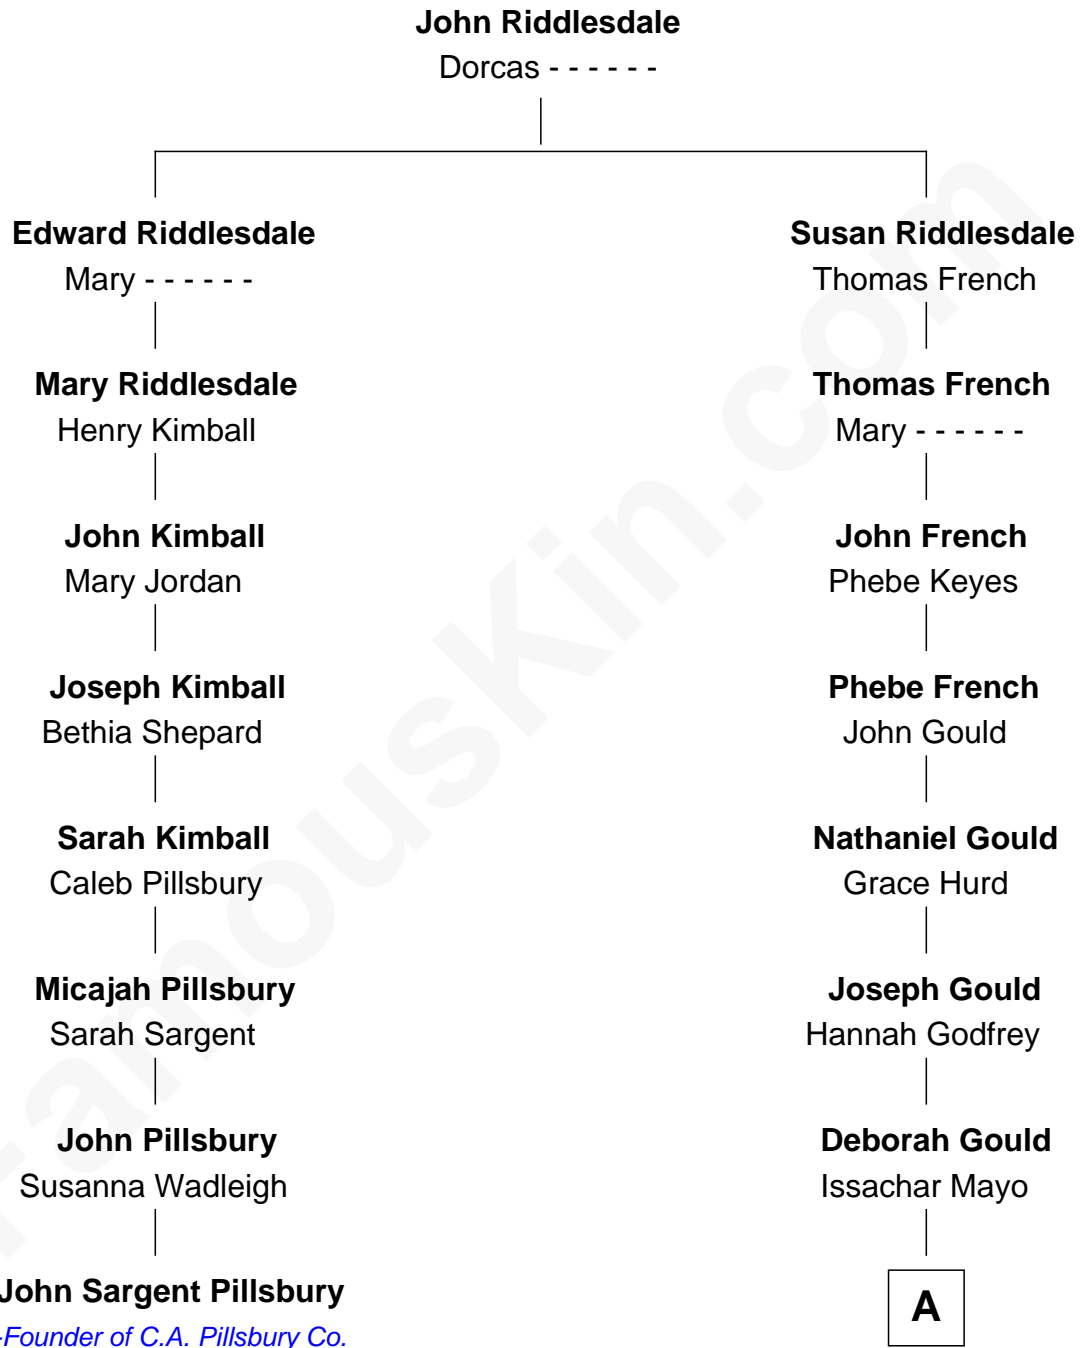 John Riddlesdale
Dorcas - - - - - -
Edward Riddlesdale
Mary - - - - - -
Susan Riddlesdale
Thomas French
Mary Riddlesdale
Henry Kimball
Thomas French
Mary - - - - - -
John Kimball
Mary Jordan
John French
Phebe Keyes
Joseph Kimball
Bethia Shepard
Phebe French
John Gould
Sarah Kimball
Caleb Pillsbury
Nathaniel Gould
Grace Hurd
Micajah Pillsbury
Sarah Sargent
Joseph Gould
Hannah Godfrey
John Pillsbury
Susanna Wadleigh
Deborah Gould
Issachar Mayo
John Sargent Pillsbury
-Founder of C.A. Pillsbury Co.
A
FamousKin.com